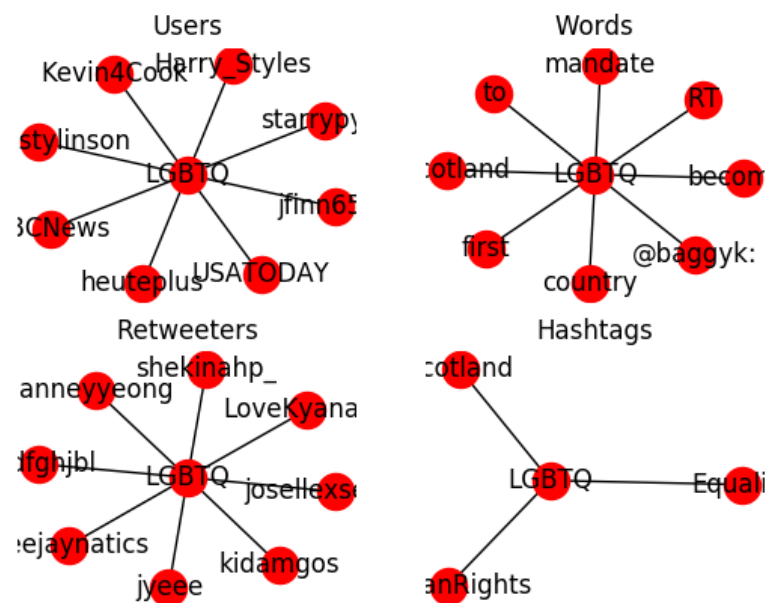 Users
Kevin4Cook
Harry_Styles
starrypy
stylinson
LGBTQ
jfinn65
BCNews
heuteplus
USATODAY
Words
mandate
to
RT
cotland
LGBTQ
becom
first
@baggyk:
country
Retweeters
shekinahp_
anneyyeong
LoveKyana
dfghjbl
LGBTQ
josellexse
eejaynatics
kidamgos
jyeee
Hashtags
cotland
LGBTQ
Equali
anRights